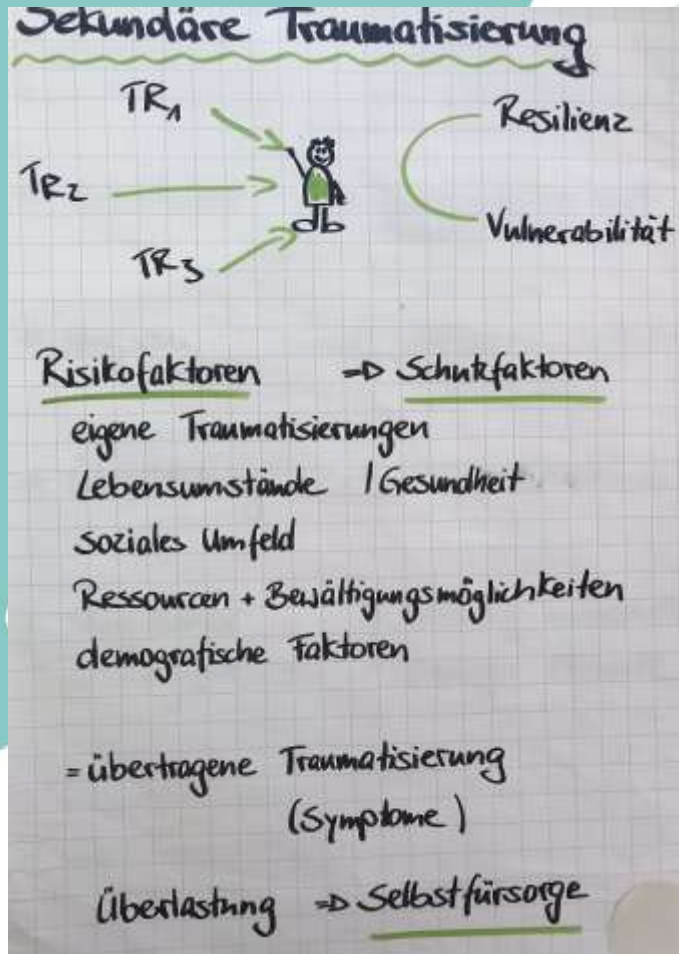 Sekundäre Traumatisierung
TR1
Resilienz
TR2
Vulnerabilität
TR3
Risikofaktoren => Schutzfaktoren
eigene Traumatisierungen
Lebensumstände / Gesundheit
soziales Umfeld
Ressourcen + Bewältigungsmöglichkeiten
demografische Faktoren
= übertragene Traumatisierung
(Symptome)
Überlastung => Selbstfürsorge